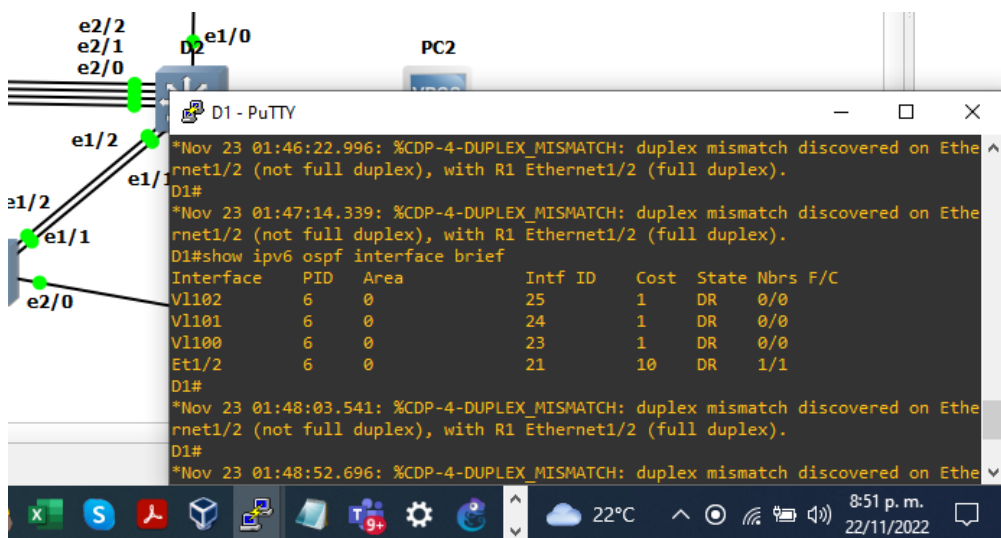 e2/2
e2/1
e2/0
D2
e1/0
PC2
D1 - PuTTY
e1/2
*Nov 23 01:46:22.996: %CDP-4-DUPLEX_MISMATCH: duplex mismatch discovered on Ethe
rnet1/2 (not full duplex), with R1 Ethernet1/2 (full duplex).
D1#
*Nov 23 01:47:14.339: %CDP-4-DUPLEX_MISMATCH: duplex mismatch discovered on Ethe
rnet1/2 (not full duplex), with R1 Ethernet1/2 (full duplex).
D1#show ipv6 ospf interface brief
Interface PID Area Intf ID Cost State Nbrs F/C
Vl102 6 0 25 1 DR 0/0
Vl101 6 0 24 1 DR 0/0
Vl100 6 0 23 1 DR 0/0
Et1/2 6 0 21 10 DR 1/1
D1#
*Nov 23 01:48:03.541: %CDP-4-DUPLEX_MISMATCH: duplex mismatch discovered on Ethe
rnet1/2 (not full duplex), with R1 Ethernet1/2 (full duplex).
D1#
*Nov 23 01:48:52.696: %CDP-4-DUPLEX_MISMATCH: duplex mismatch discovered on Ethe
e1/1
e1/2
e1/1
e2/0
9+
22°C
8:51 p. m.
22/11/2022